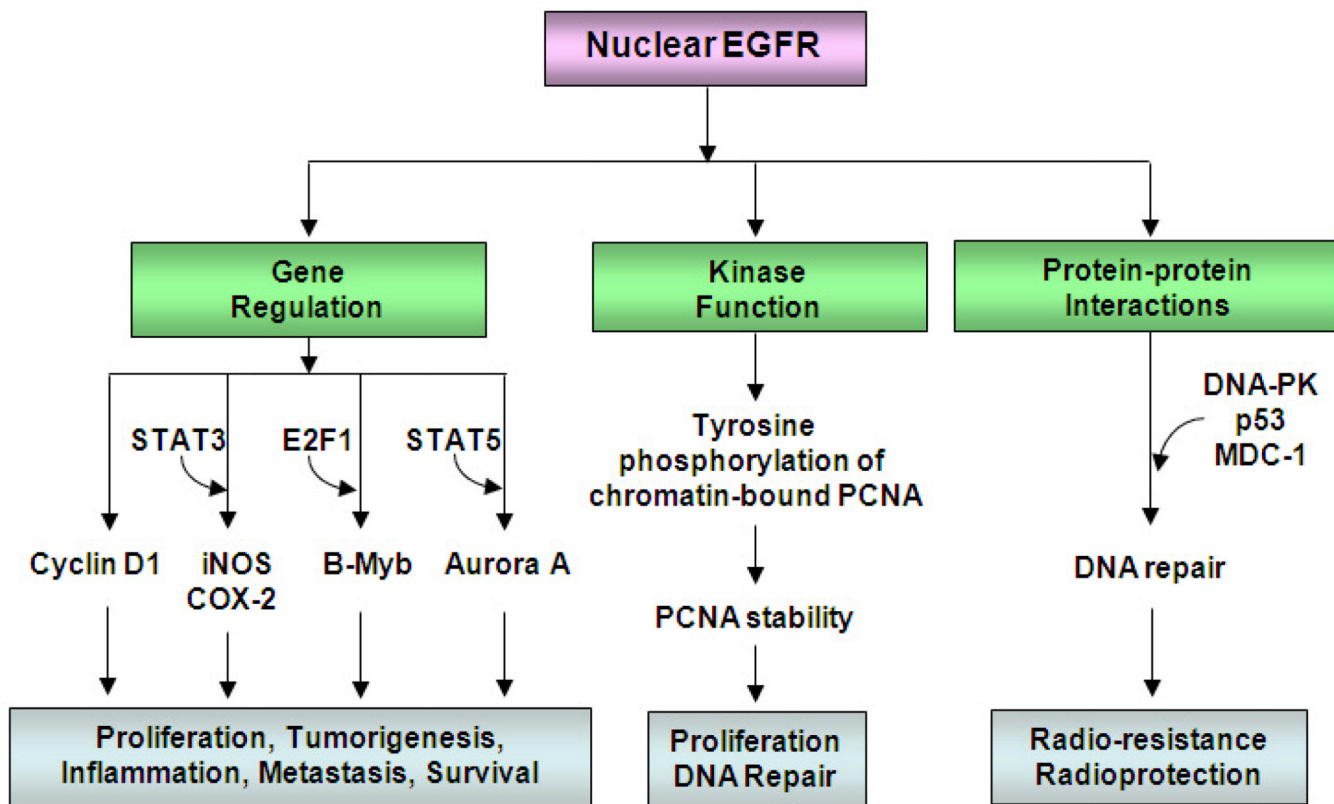 Nuclear EGFR
Gene
Regulation
Kinase
Function
Protein-protein
Interactions
STAT3
E2F1
STAT5
Cyclin D1
iNOS
COX-2
B-Myb
Aurora A
Tyrosine
phosphorylation of
chromatin-bound PCNA
PCNA stability
DNA-PK
p53
MDC-1
DNA repair
Proliferation, Tumorigenesis,
Inflammation, Metastasis, Survival
Proliferation
DNA Repair
Radio-resistance
Radioprotection